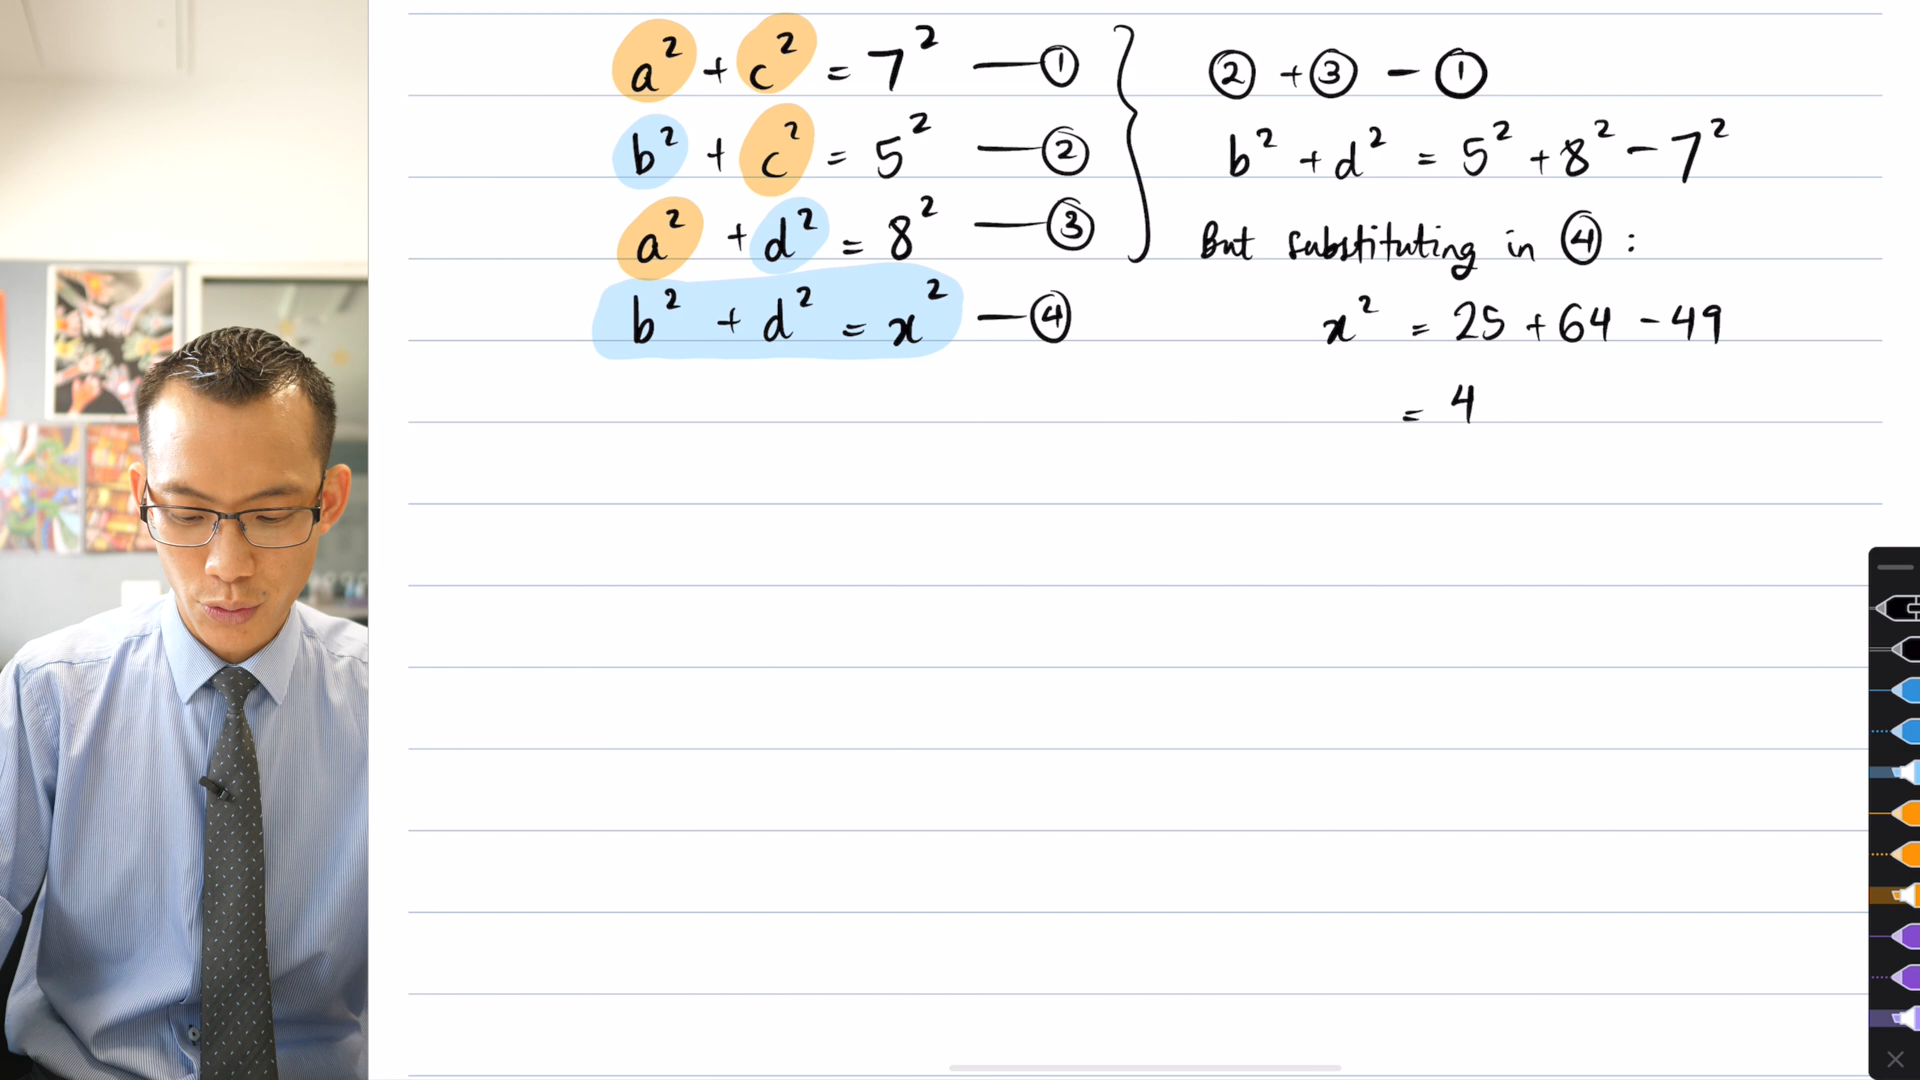 a² + c² = 7² —①
b² + c² = 5² —②
a² + d² = 8² —③
b² + d² = x² —④
② + ③ - ①
b² + d² = 5² + 8² - 7²
But substituting in ④ :
x² = 25 + 64 - 49
= 4